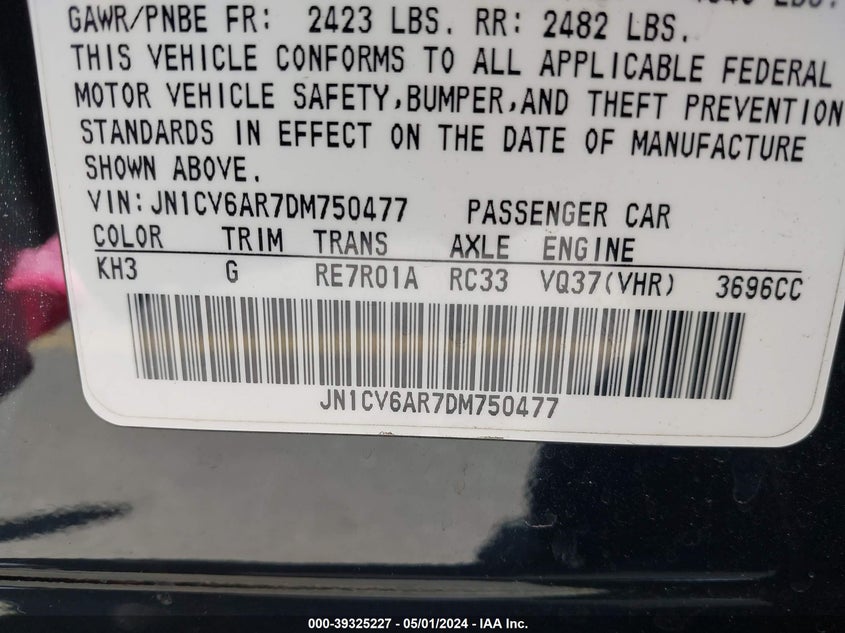 GAWR/PNBE FR: 2423 LBS. RR: 2482 LBS.
THIS VEHICLE CONFORMS TO ALL APPLICABLE FEDERAL
MOTOR VEHICLE SAFETY,BUMPER,AND THEFT PREVENTION
STANDARDS IN EFFECT ON THE DATE OF MANUFACTURE
SHOWN ABOVE.
VIN:JN1CV6AR7DM750477 PASSENGER CAR
COLOR TRIM TRANS AXLE ENGINE
KH3 G RE7R01A RC33 VQ37(VHR) 3696CC
JN1CV6AR7DM750477
000-39325227 - 05/01/2024 - IAA Inc.